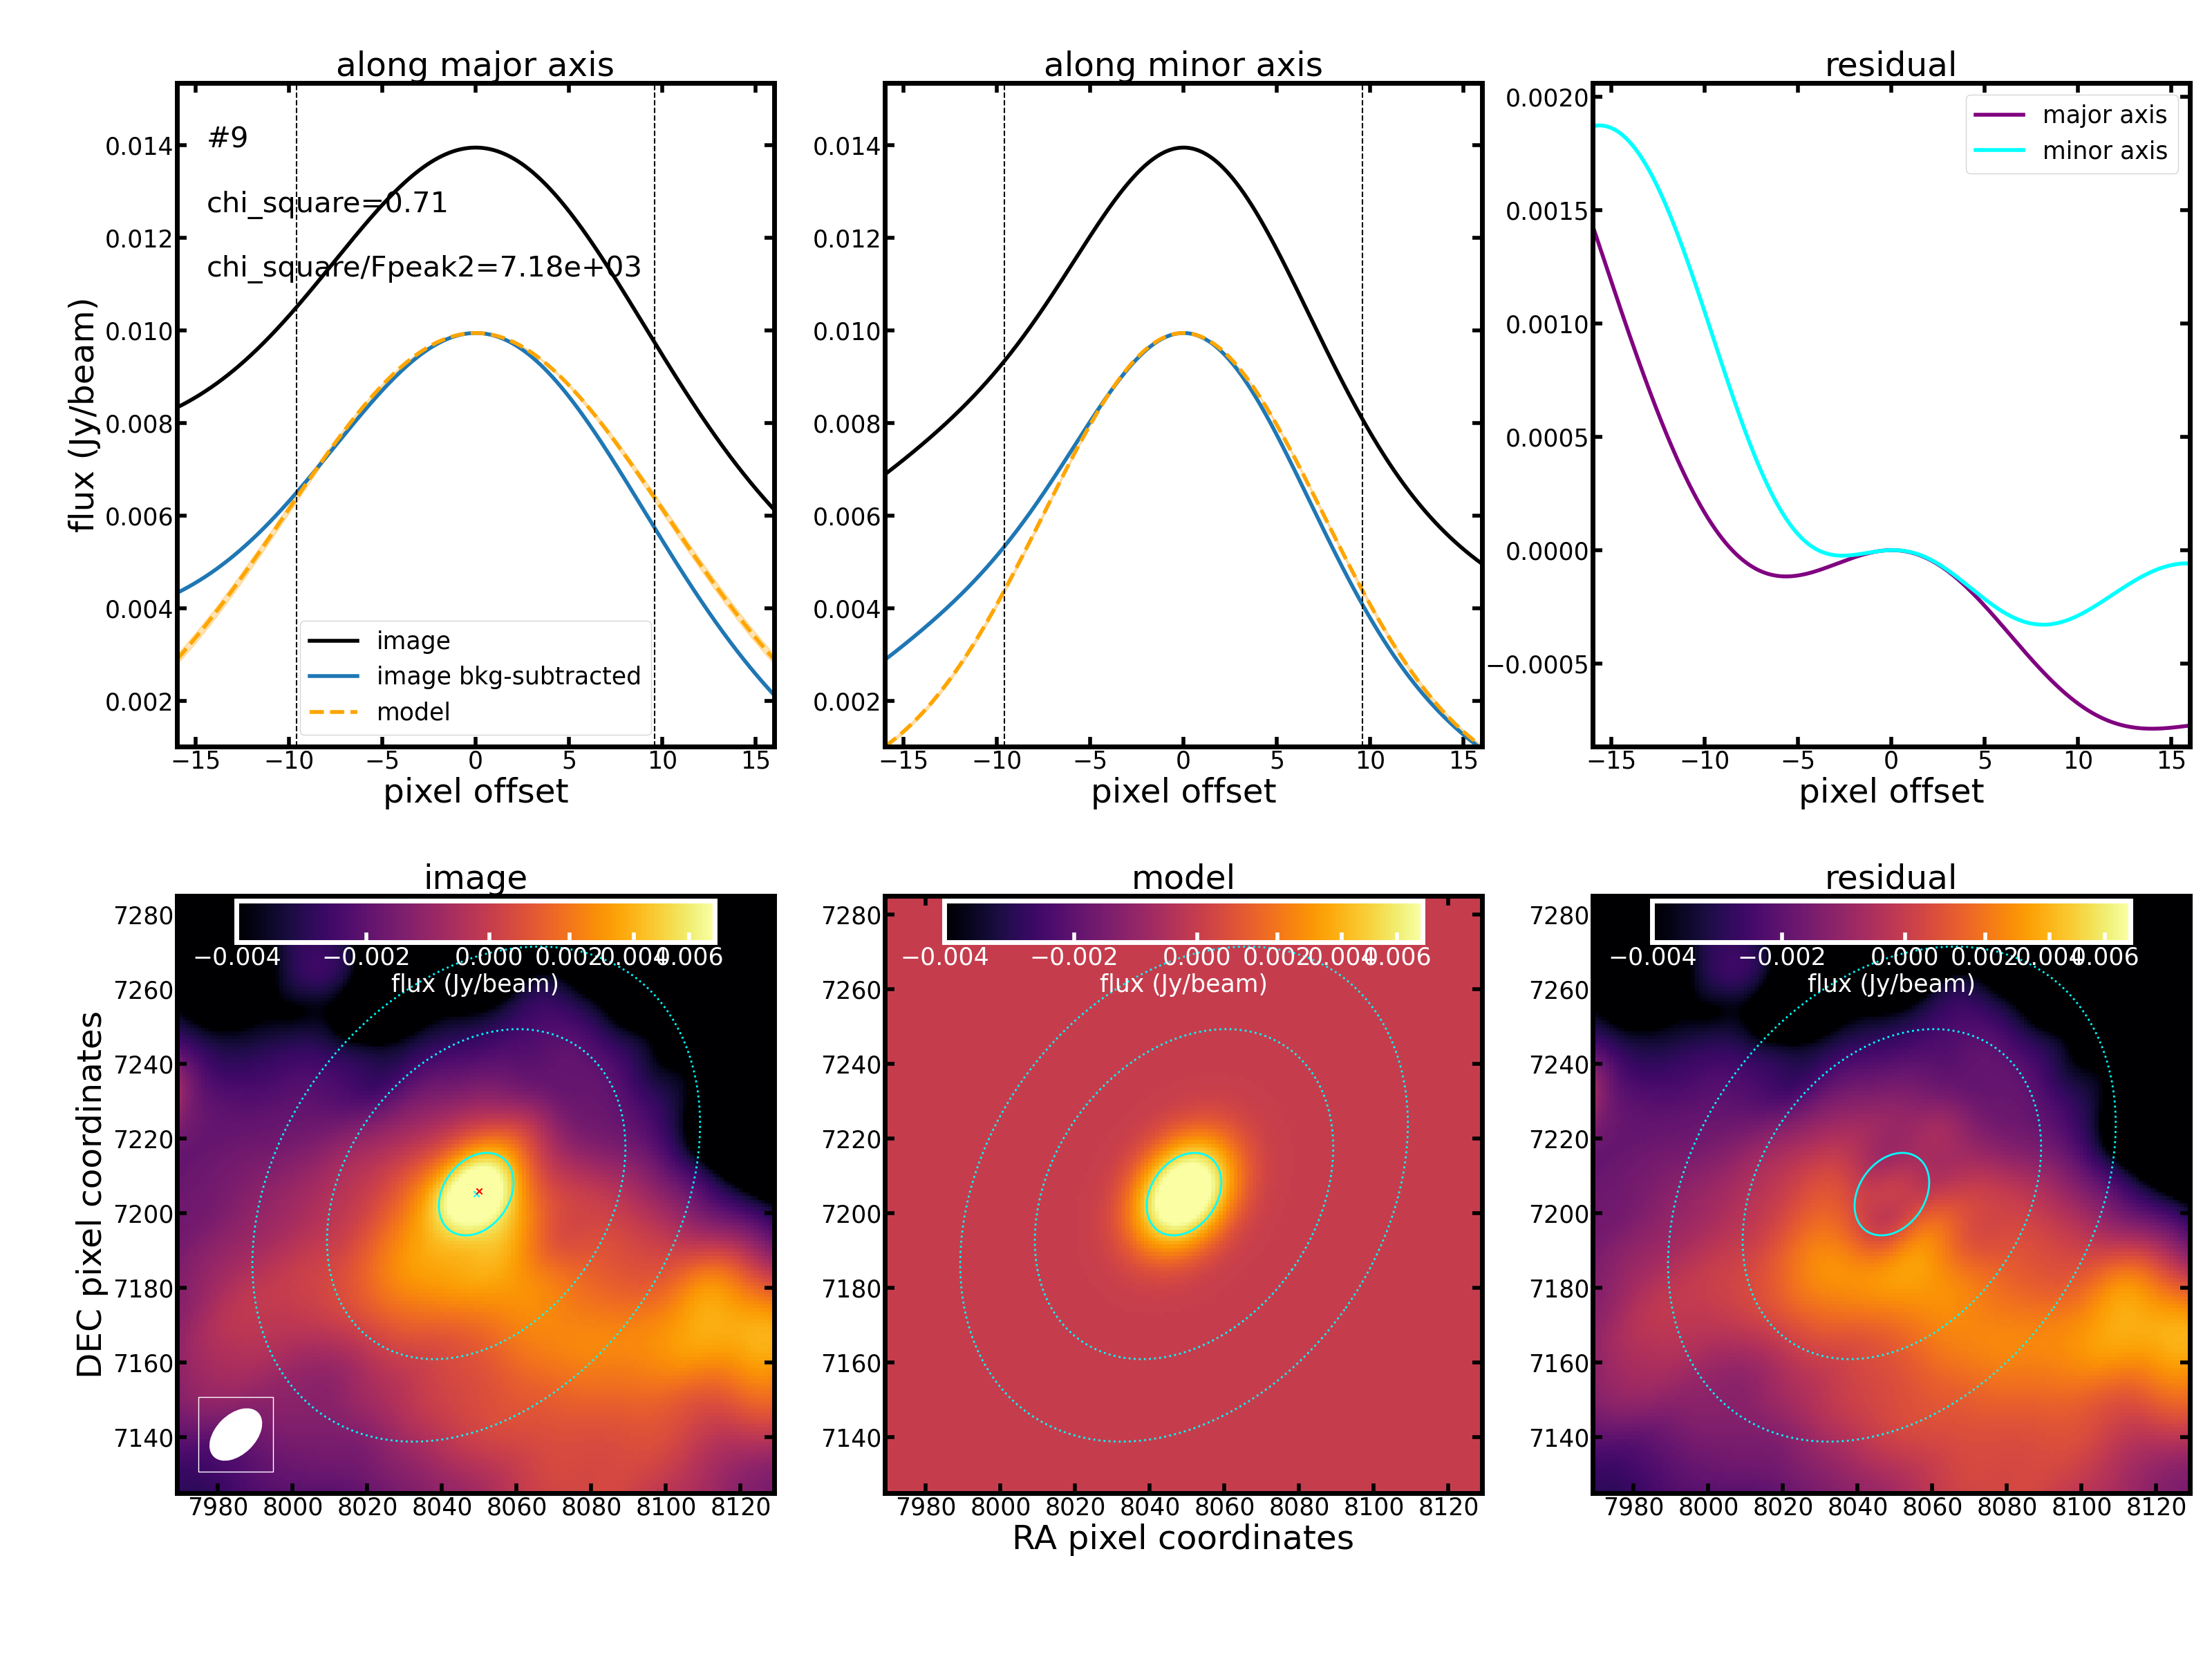 along major axis
along minor axis
residual
#9
chi_square=0.71
chi_square/Fpeak2=7.18e+03
flux (Jy/beam)
0.014
0.012
0.010
0.008
0.006
0.004
0.002
image
image bkg-subtracted
model
−15 −10 −5 0 5 10 15
pixel offset
0.014
0.012
0.010
0.008
0.006
0.004
0.002
−15 −10 −5 0 5 10 15
pixel offset
0.0020
0.0015
0.0010
0.0005
0.0000
−0.0005
major axis
minor axis
−15 −10 −5 0 5 10 15
pixel offset
image
model
residual
DEC pixel coordinates
7280
7260
7240
7220
7200
7180
7160
7140
−0.004 −0.002 0.000 0.002 0.004 0.006
flux (Jy/beam)
7980 8000 8020 8040 8060 8080 8100 8120
7280
7260
7240
7220
7200
7180
7160
7140
−0.004 −0.002 0.000 0.002 0.004 0.006
flux (Jy/beam)
7980 8000 8020 8040 8060 8080 8100 8120
RA pixel coordinates
7280
7260
7240
7220
7200
7180
7160
7140
−0.004 −0.002 0.000 0.002 0.004 0.006
flux (Jy/beam)
7980 8000 8020 8040 8060 8080 8100 8120